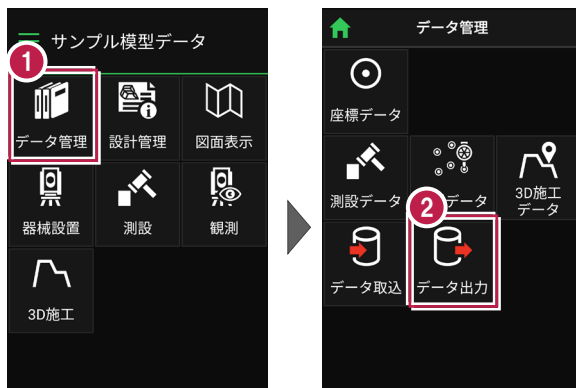 サンプル模型データ
1
データ管理
設計管理
図面表示
器械設置
測設
観測
3D施工
データ管理
座標データ
測設データ
2
データ
3D施工
データ
データ取込
データ出力